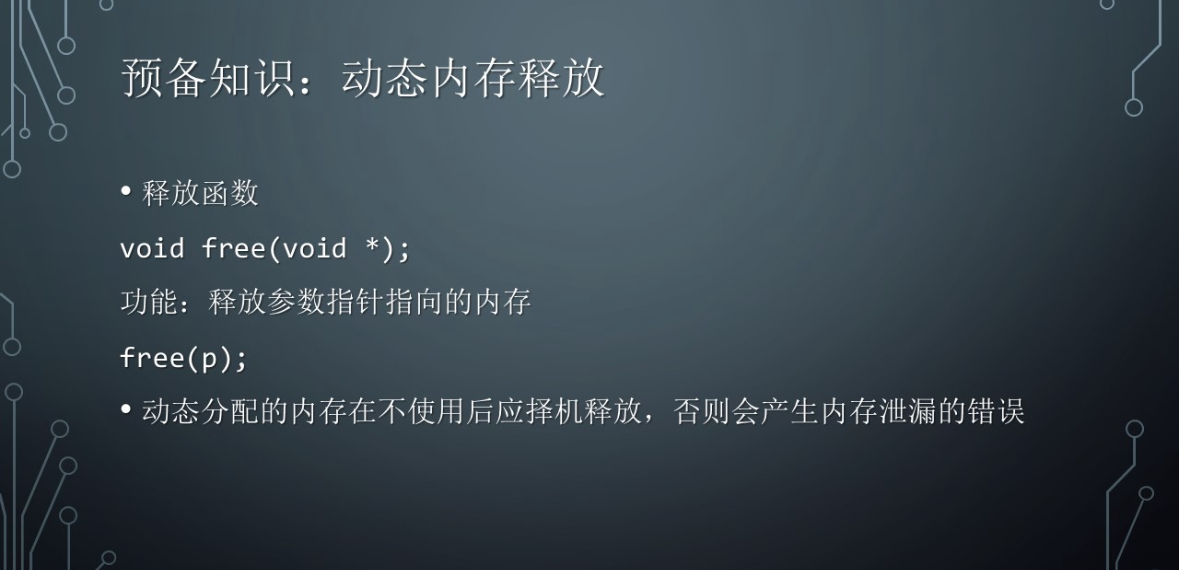 预备知识：动态内存释放
• 释放函数
void free(void *);
功能：释放参数指针指向的内存
free(p);
• 动态分配的内存在不使用后应择机释放，否则会产生内存泄漏的错误